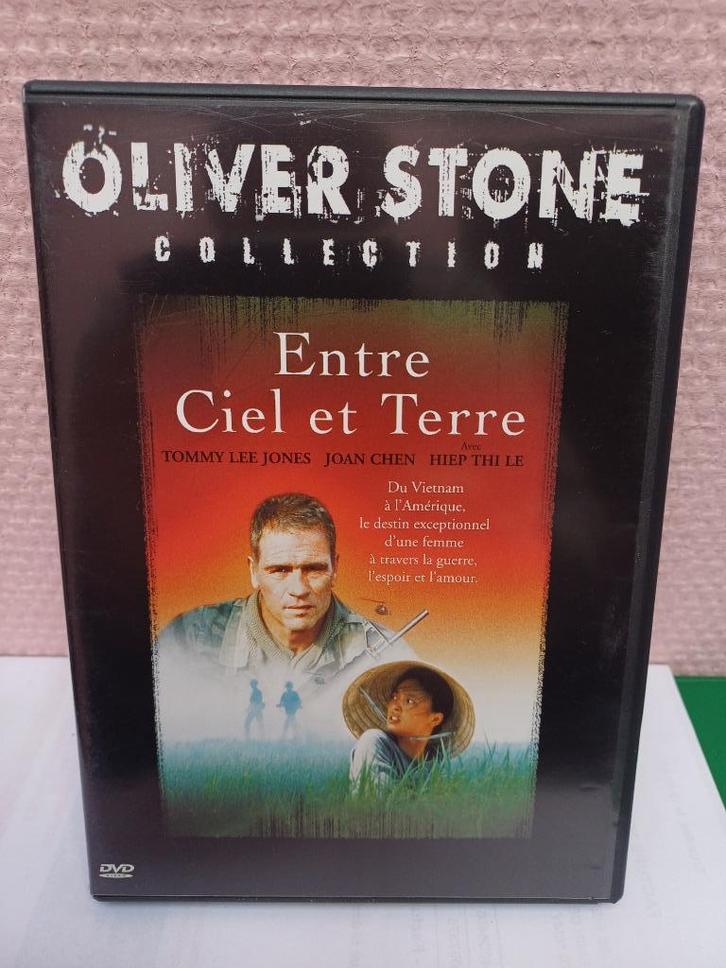 OLIVER STONE
COLLECTION
Entre
Ciel et Terre
Avec
TOMMY LEE JONES JOAN CHEN HIEP THI LE
Du Vietnam
à l'Amérique,
le destin exceptionnel
d'une femme
à travers la guerre,
l'espoir et l'amour.
DVD
VIDEO